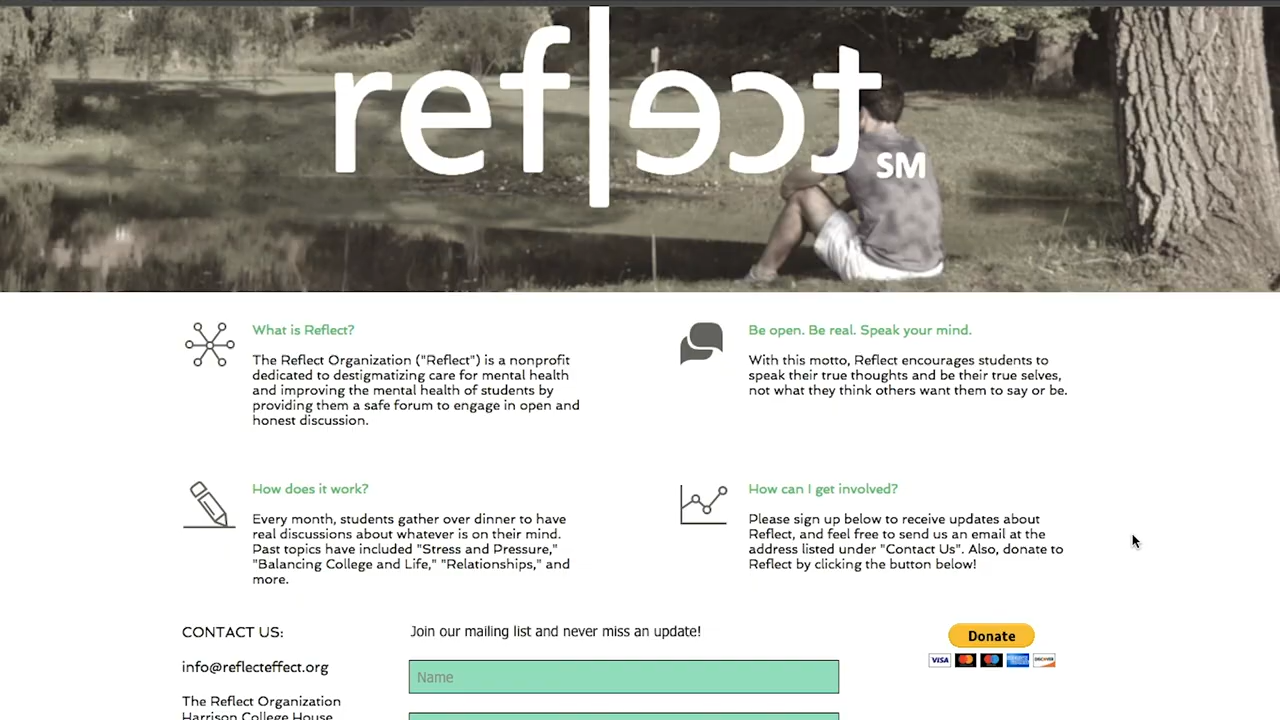 reflect
SM
What is Reflect?
The Reflect Organization ("Reflect") is a nonprofit
dedicated to destigmatizing care for mental health
and improving the mental health of students by
providing them a safe forum to engage in open and
honest discussion.
Be open. Be real. Speak your mind.
With this motto, Reflect encourages students to
speak their true thoughts and be their true selves,
not what they think others want them to say or be.
How does it work?
Every month, students gather over dinner to have
real discussions about whatever is on their mind.
Past topics have included "Stress and Pressure,"
"Balancing College and Life," "Relationships," and
more.
How can I get involved?
Please sign up below to receive updates about
Reflect, and feel free to send us an email at the
address listed under "Contact Us". Also, donate to
Reflect by clicking the button below!
CONTACT US:
info@reflecteffect.org
The Reflect Organization
Harrison College House
Join our mailing list and never miss an update!
Name
Donate
VISA
AMERICAN EXPRESS
DISCOVER